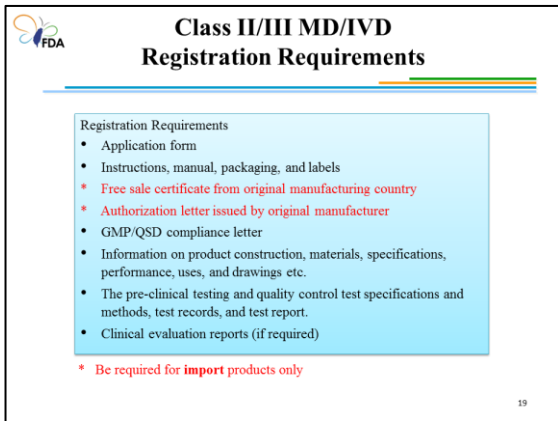 FDA
Class II/III MD/IVD
Registration Requirements
Registration Requirements
• Application form
• Instructions, manual, packaging, and labels
* Free sale certificate from original manufacturing country
* Authorization letter issued by original manufacturer
• GMP/QSD compliance letter
• Information on product construction, materials, specifications,
performance, uses, and drawings etc.
• The pre-clinical testing and quality control test specifications and
methods, test records, and test report.
• Clinical evaluation reports (if required)
* Be required for import products only
19